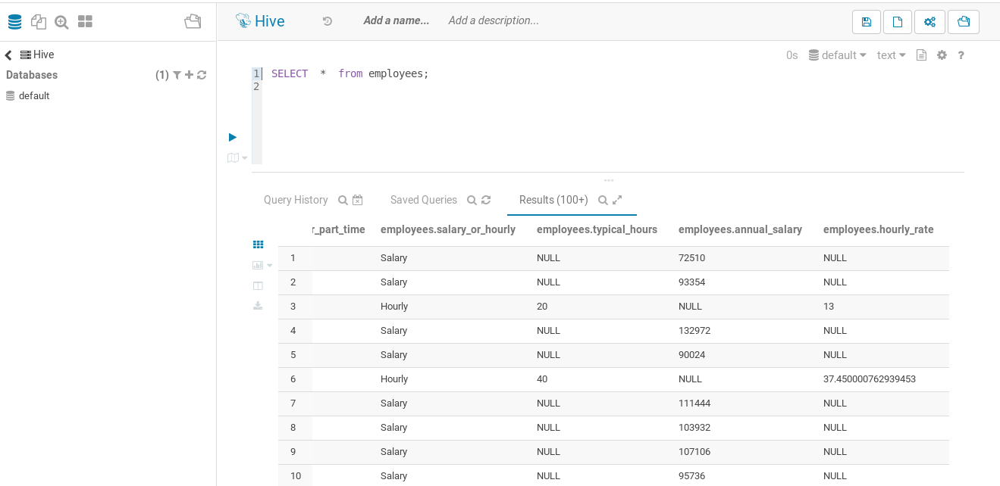 Hive
Add a name...
Add a description...
Hive
Databases
(1)
default
0s
default
text
?
1 SELECT * from employees;
2
Query History
Saved Queries
Results (100+)
r_part_time employees.salary_or_hourly employees.typical_hours employees.annual_salary employees.hourly_rate
1 Salary NULL 72510 NULL
2 Salary NULL 93354 NULL
3 Hourly 20 NULL 13
4 Salary NULL 132972 NULL
5 Salary NULL 90024 NULL
6 Hourly 40 NULL 37.450000762939453
7 Salary NULL 111444 NULL
8 Salary NULL 103932 NULL
9 Salary NULL 107106 NULL
10 Salary NULL 95736 NULL